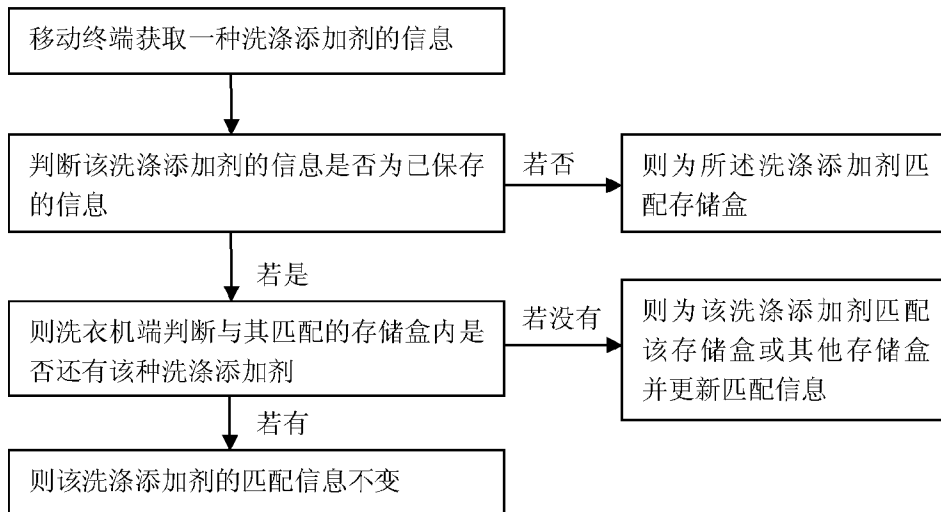 移动终端获取一种洗涤添加剂的信息
判断该洗涤添加剂的信息是否为已保存
的信息
若否
则为所述洗涤添加剂匹
配存储盒
若是
则洗衣机端判断与其匹配的存储盒内是
否还有该种洗涤添加剂
若没有
则为该洗涤添加剂匹配
该存储盒或其他存储盒
并更新匹配信息
若有
则该洗涤添加剂的匹配信息不变